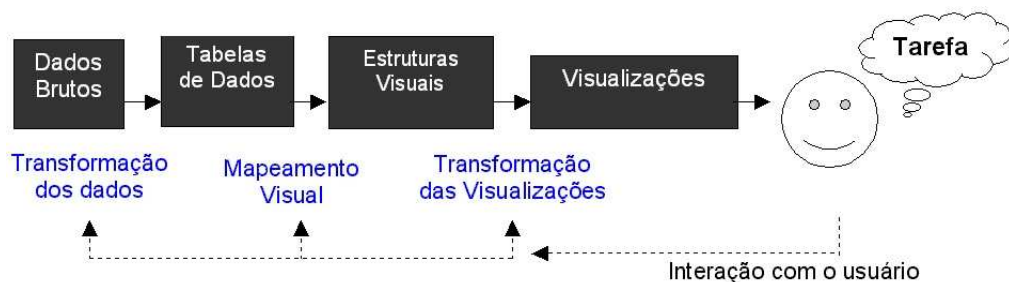 Dados
Brutos
Tabelas
de Dados
Estruturas
Visuais
Visualizações
Tarefa
Transformação
dos dados
Mapeamento
Visual
Transformação
das Visualizações
Interação com o usuário